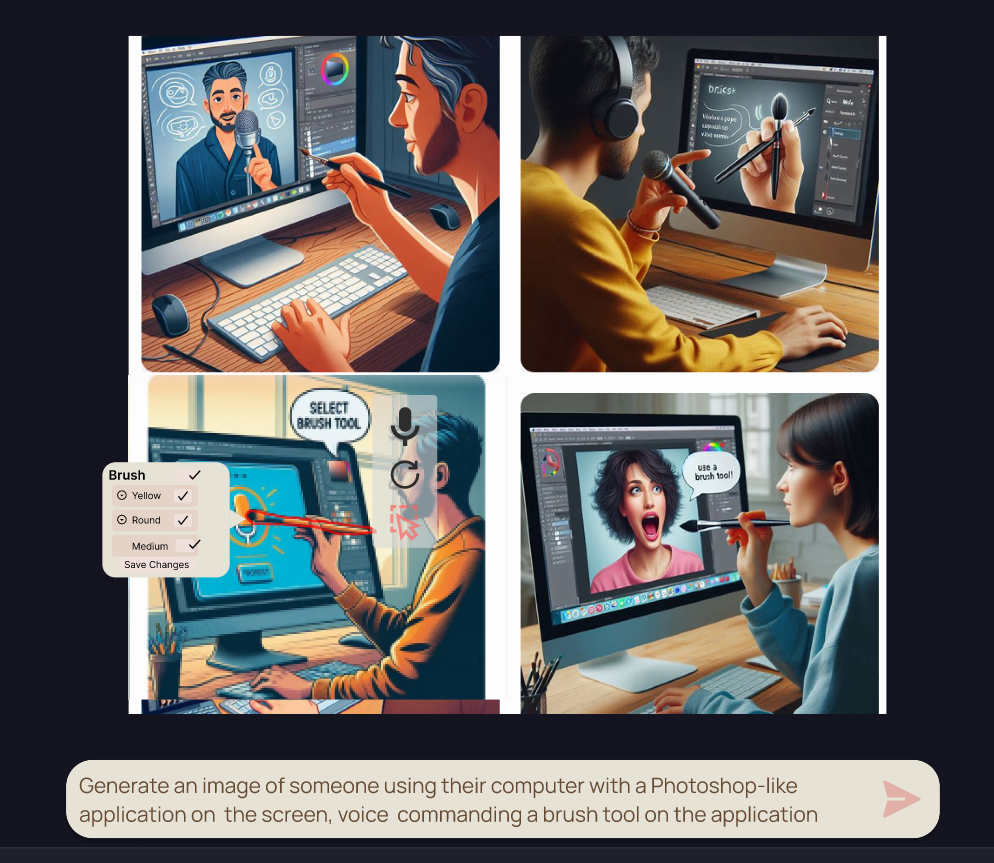 SELECT
BRUSH TOOL
Brush
Yellow
Round
Medium
Save Changes
use a
brush tool!
Generate an image of someone using their computer with a Photoshop-like
application on the screen, voice commanding a brush tool on the application